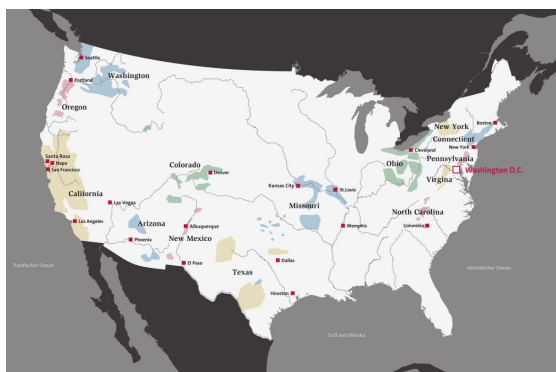 Seattle
Washington
Portland
Oregon
Santa Rosa
Napa
San Francisco
California
Los Angeles
Las Vegas
Arizona
Phoenix
Colorado
Denver
Albuquerque
New Mexico
El Paso
Texas
Dallas
Houston
Kansas City
St.Louis
Missouri
Memphis
Boston
New York
Connecticut
New York
Cleveland
Ohio
Pennsylvania
Washington D.C.
Virginia
North Carolina
Columbia
Pazifischer Ozean
Atlantischer Ozean
Golf von Mexiko